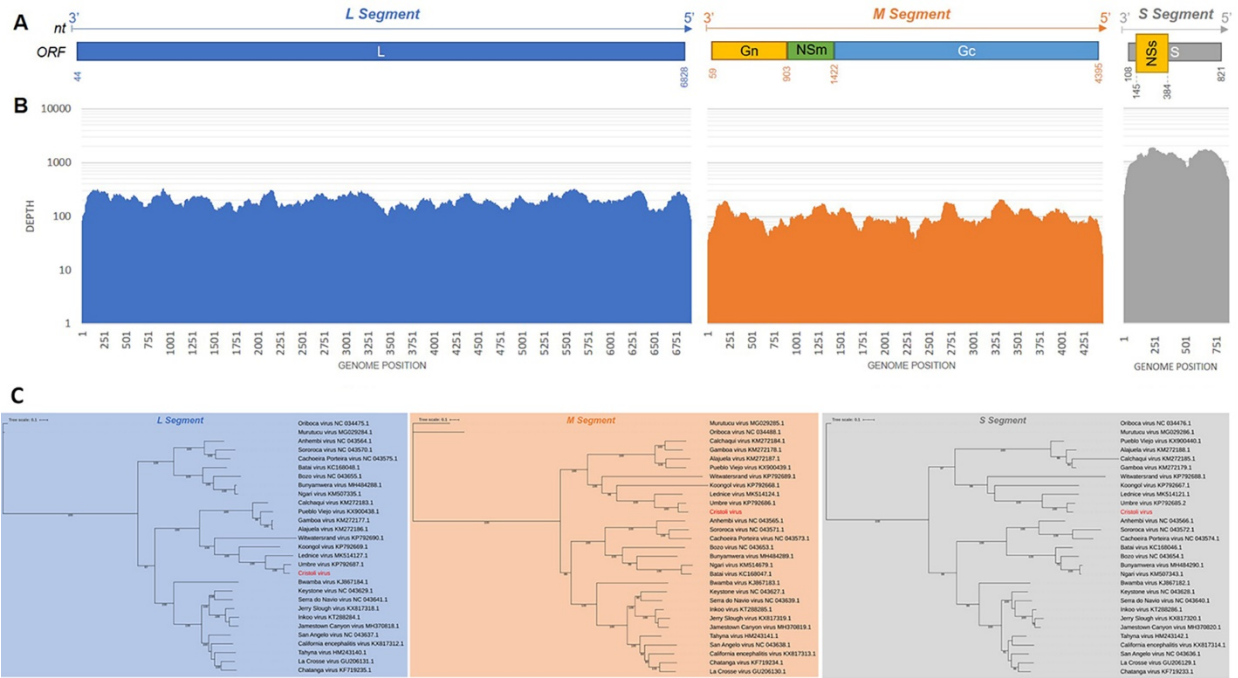 A
nt
ORF
3’
L Segment
5’
L
44
6828
3’
M Segment
5’
Gn
NSm
Gc
59
903
1422
4395
3’
S Segment
5’
NSs
S
108
145
384
821
B
DEPTH
10000
1000
100
10
1
1
251
501
751
1001
1251
1501
1751
2001
2251
2501
2751
3001
3251
3501
3751
4001
4251
4501
4751
5001
5251
5501
5751
6001
6251
6501
6751
GENOME POSITION
1
251
501
751
1001
1251
1501
1751
2001
2251
2501
2751
3001
3251
3501
3751
4001
4251
GENOME POSITION
1
251
501
751
GENOME POSITION
C
Tree scale: 0.1
L Segment
Oriboca virus NC 034475.1
Murutucu virus MG029284.1
Anhembi virus NC 043564.1
Sororoca virus NC 043570.1
Cachoeira Porteira virus NC 043575.1
Batai virus KC168048.1
Bozo virus NC 043655.1
Bunyamwera virus MH484288.1
Ngari virus KM507335.1
Calchaqui virus KM272183.1
Pueblo Viejo virus KX900438.1
Gamboa virus KM272177.1
Alajuela virus KM272186.1
Witwatersrand virus KP792690.1
Koongol virus KP792669.1
Lednice virus MK514127.1
Umbre virus KP792687.1
Cristoli virus
Bwamba virus KJ867184.1
Keystone virus NC 043629.1
Serra do Navio virus NC 043641.1
Jerry Slough virus KX817318.1
Inkoo virus KT288284.1
Jamestown Canyon virus MH370818.1
San Angelo virus NC 043637.1
California encephalitis virus KX817312.1
Tahyna virus HM243140.1
La Crosse virus GU206131.1
Chatanga virus KF719235.1
Tree scale: 0.1
M Segment
Murutucu virus MG029285.1
Oriboca virus NC 034488.1
Calchaqui virus KM272184.1
Gamboa virus KM272178.1
Alajuela virus KM272187.1
Pueblo Viejo virus KX900439.1
Witwatersrand virus KP792689.1
Koongol virus KP792668.1
Lednice virus MK514124.1
Umbre virus KP792686.1
Cristoli virus
Anhembi virus NC 043565.1
Sororoca virus NC 043571.1
Cachoeira Porteira virus NC 043573.1
Bozo virus NC 043653.1
Bunyamwera virus MH484289.1
Ngari virus KM514679.1
Batai virus KC168047.1
Bwamba virus KJ867183.1
Keystone virus NC 043627.1
Serra do Navio virus NC 043639.1
Inkoo virus KT288285.1
Jerry Slough virus KX817319.1
Jamestown Canyon virus MH370819.1
Tahyna virus HM243141.1
San Angelo virus NC 043638.1
California encephalitis virus KX817313.1
Chatanga virus KF719234.1
La Crosse virus GU206130.1
Tree scale: 0.1
S Segment
Oriboca virus NC 034476.1
Murutucu virus MG029286.1
Pueblo Viejo virus KX900440.1
Alajuela virus KM272188.1
Calchaqui virus KM272185.1
Gamboa virus KM272179.1
Witwatersrand virus KP792688.1
Koongol virus KP792667.1
Lednice virus MK514121.1
Umbre virus KP792685.2
Cristoli virus
Anhembi virus NC 043566.1
Sororoca virus NC 043572.1
Cachoeira Porteira virus NC 043574.1
Batai virus KC168046.1
Bozo virus NC 043654.1
Bunyamwera virus MH484290.1
Ngari virus KM507343.1
Bwamba virus KJ867182.1
Keystone virus NC 043628.1
Serra do Navio virus NC 043640.1
Inkoo virus KT288286.1
Jerry Slough virus KX817320.1
Jamestown Canyon virus MH370820.1
Tahyna virus HM243142.1
California encephalitis virus KX817314.1
San Angelo virus NC 043636.1
La Crosse virus GU206129.1
Chatanga virus KF719233.1